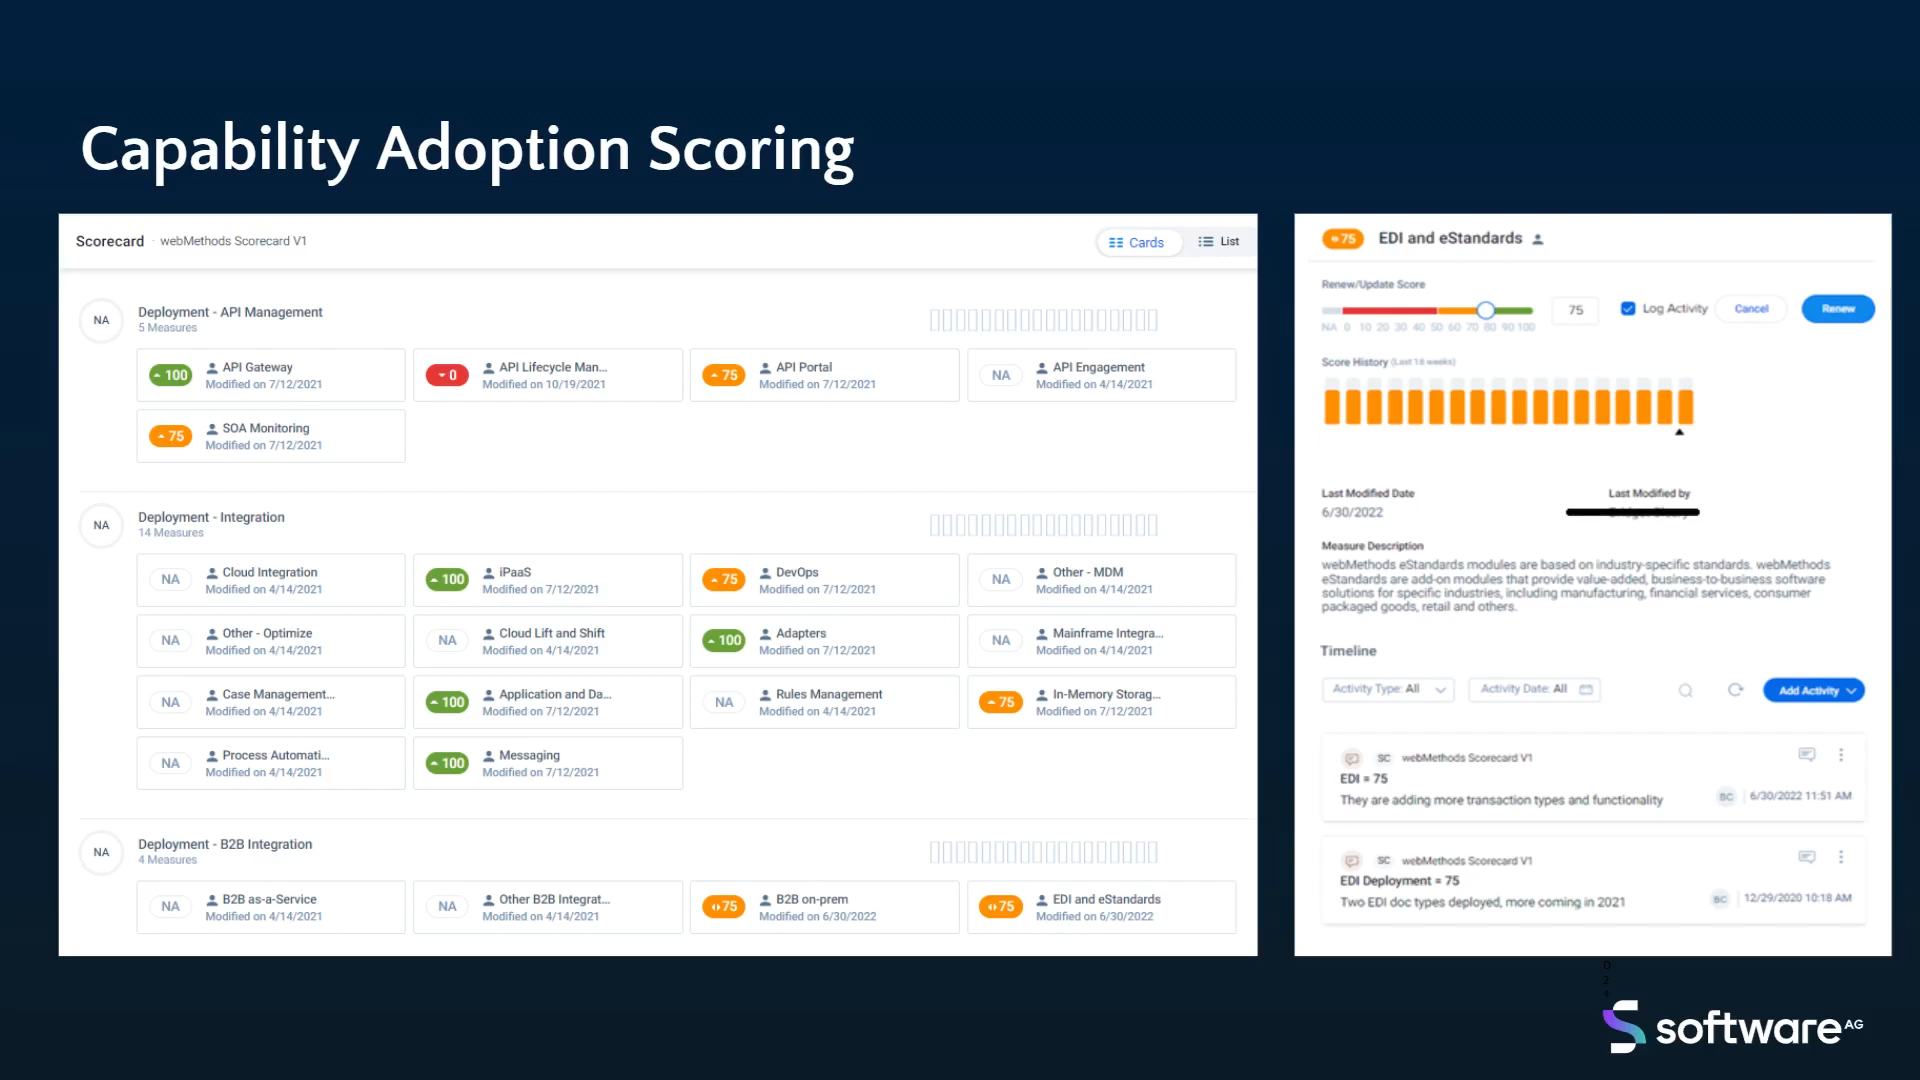 Capability Adoption Scoring
Scorecard · webMethods Scorecard V1
Cards
List
NA
Deployment - API Management
5 Measures
100
API Gateway
Modified on 7/12/2021
0
API Lifecycle Man...
Modified on 10/19/2021
75
API Portal
Modified on 7/12/2021
NA
API Engagement
Modified on 4/14/2021
75
SOA Monitoring
Modified on 7/12/2021
NA
Deployment - Integration
14 Measures
NA
Cloud Integration
Modified on 4/14/2021
100
iPaaS
Modified on 7/12/2021
75
DevOps
Modified on 7/12/2021
NA
Other - MDM
Modified on 4/14/2021
NA
Other - Optimize
Modified on 4/14/2021
NA
Cloud Lift and Shift
Modified on 4/14/2021
100
Adapters
Modified on 7/12/2021
NA
Mainframe Integra...
Modified on 4/14/2021
NA
Case Management...
Modified on 4/14/2021
100
Application and Da...
Modified on 7/12/2021
NA
Rules Management
Modified on 4/14/2021
75
In-Memory Storag...
Modified on 7/12/2021
NA
Process Automati...
Modified on 4/14/2021
100
Messaging
Modified on 7/12/2021
NA
Deployment - B2B Integration
4 Measures
NA
B2B as-a-Service
Modified on 4/14/2021
NA
Other B2B Integrat...
Modified on 4/14/2021
75
B2B on-prem
Modified on 6/30/2022
75
EDI and eStandards
Modified on 6/30/2022
75
EDI and eStandards
Renew/Update Score
NA 0 10 20 30 40 50 60 70 80 90 100
75
Log Activity
Cancel
Renew
Score History (Last 16 weeks)
Last Modified Date
6/30/2022
Last Modified by
Measure Description
webMethods eStandards modules are based on industry-specific standards. webMethods
eStandards are add-on modules that provide value-added, business-to-business software
solutions for specific industries, including manufacturing, financial services, consumer
packaged goods, retail and others.
Timeline
Activity Type: All
Activity Date: All
Add Activity
SC webMethods Scorecard V1
EDI = 75
They are adding more transaction types and functionality
BC 6/30/2022 11:51 AM
SC webMethods Scorecard V1
EDI Deployment = 75
Two EDI doc types deployed, more coming in 2021
BC 12/29/2020 10:18 AM
software AG